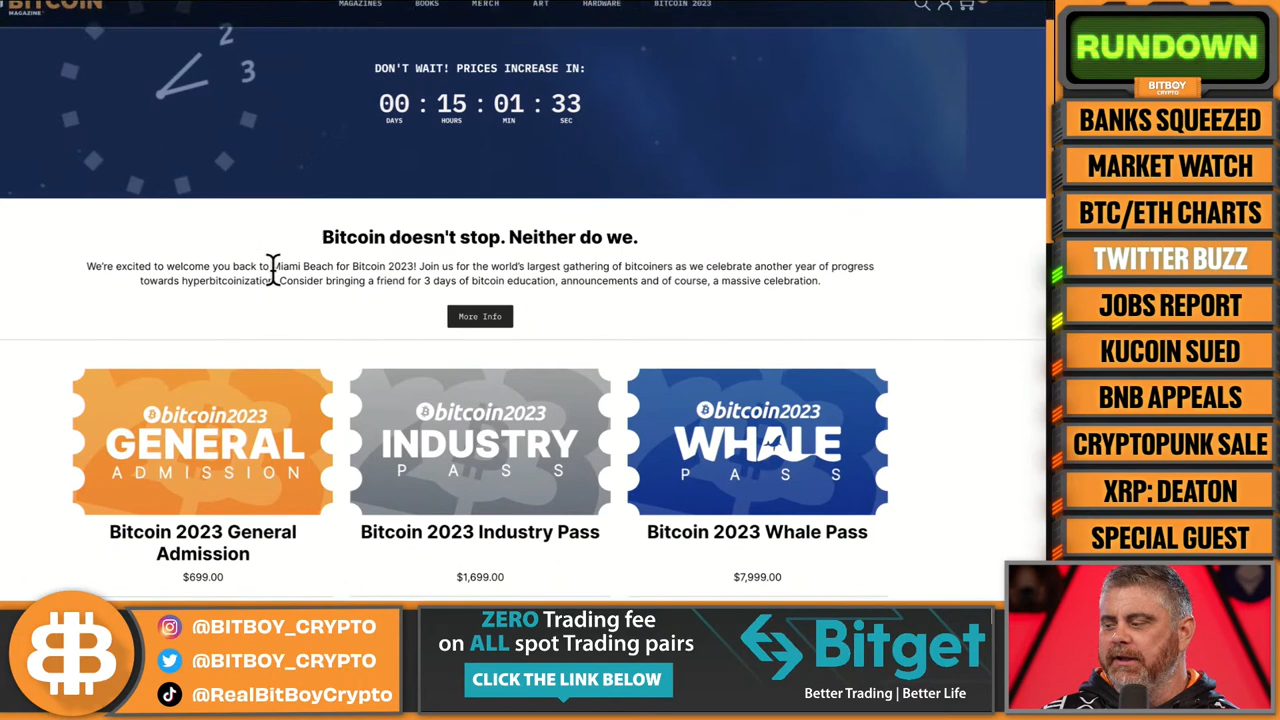 BITCOIN
MAGAZINE
MAGAZINES BOOKS MERCH ART HARDWARE BITCOIN 2023
2
3
DON'T WAIT! PRICES INCREASE IN:
00 : 15 : 01 : 33
DAYS HOURS MIN SEC
Bitcoin doesn't stop. Neither do we.
We're excited to welcome you back to Miami Beach for Bitcoin 2023! Join us for the world's largest gathering of bitcoiners as we celebrate another year of progress
towards hyperbitcoinization. Consider bringing a friend for 3 days of bitcoin education, announcements and of course, a massive celebration.
More Info
bitcoin2023
GENERAL
ADMISSION
Bitcoin 2023 General
Admission
$699.00
bitcoin2023
INDUSTRY
PASS
Bitcoin 2023 Industry Pass
$1,699.00
bitcoin2023
WHALE
PASS
Bitcoin 2023 Whale Pass
$7,999.00
RUNDOWN
BITBOY
CRYPTO
BANKS SQUEEZED
MARKET WATCH
BTC/ETH CHARTS
TWITTER BUZZ
JOBS REPORT
KUCOIN SUED
BNB APPEALS
CRYPTOPUNK SALE
XRP: DEATON
SPECIAL GUEST
@BITBOY_CRYPTO
@BITBOY_CRYPTO
@RealBitBoyCrypto
ZERO Trading fee
on ALL spot Trading pairs
CLICK THE LINK BELOW
Bitget
Better Trading | Better Life